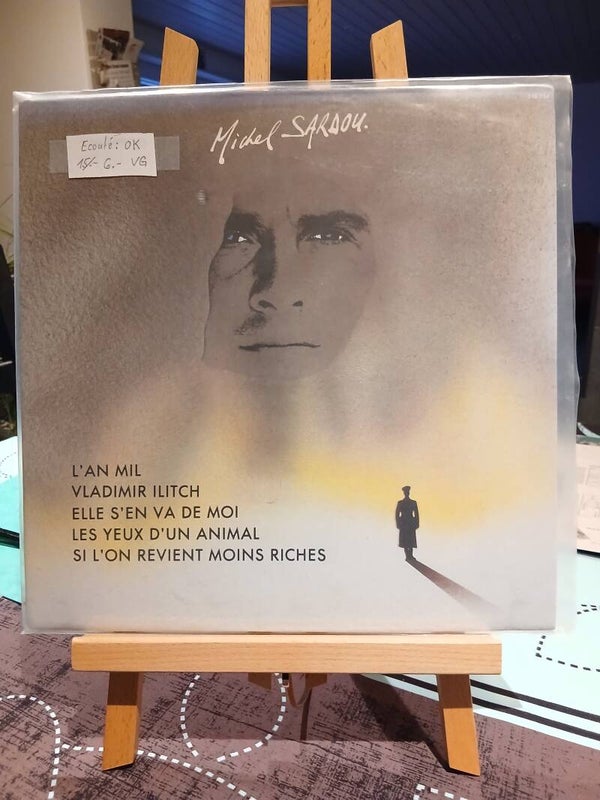 Michel SARDOU.
Ecouté: OK
15.- 6.- VG
L'AN MIL
VLADIMIR ILITCH
ELLE S'EN VA DE MOI
LES YEUX D'UN ANIMAL
SI L'ON REVIENT MOINS RICHES